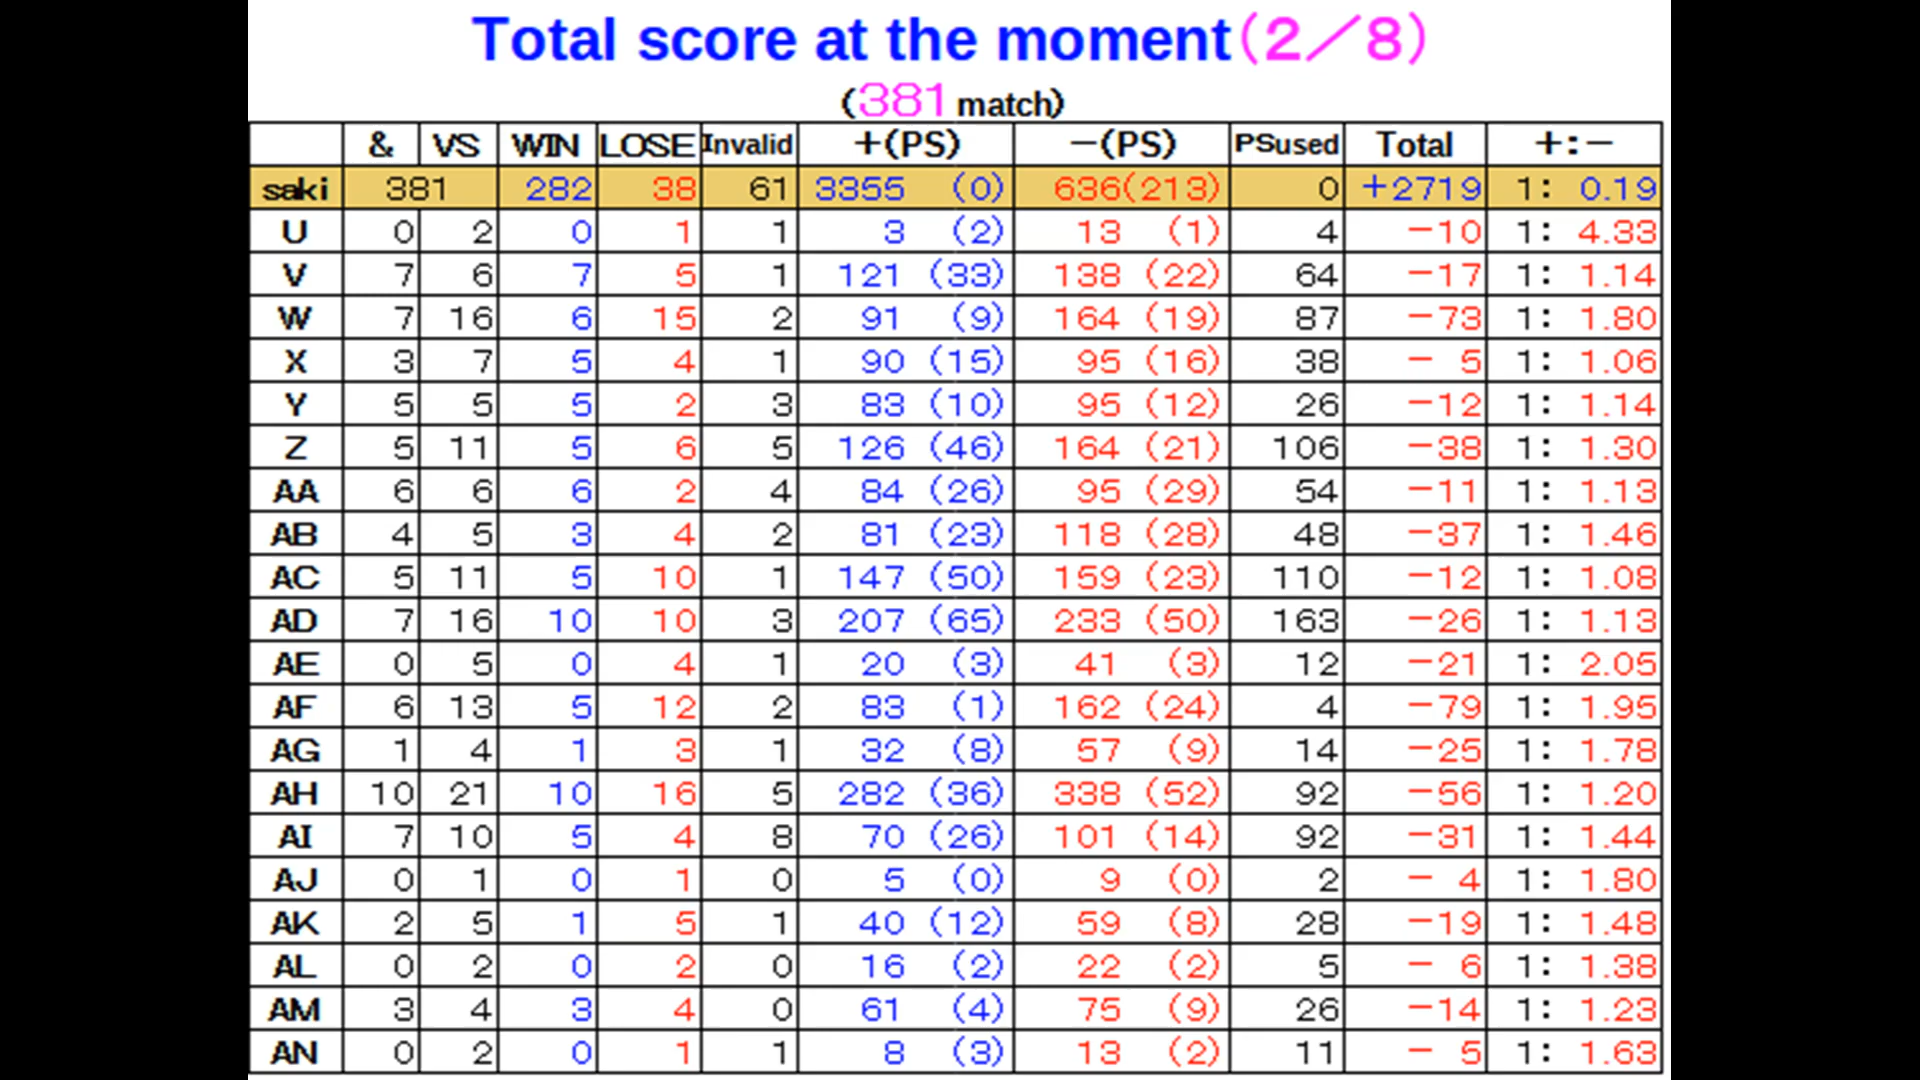 Total score at the moment(2／8)
(381 match)
& VS WIN LOSE Invalid +(PS) −(PS) PSused Total +:−
saki 381 282 38 61 3355 (0) 636(213) 0 +2719 1: 0.19
U 0 2 0 1 1 3 (2) 13 (1) 4 −10 1: 4.33
V 7 6 7 5 1 121 (33) 138 (22) 64 −17 1: 1.14
W 7 16 6 15 2 91 (9) 164 (19) 87 −73 1: 1.80
X 3 7 5 4 1 90 (15) 95 (16) 38 − 5 1: 1.06
Y 5 5 5 2 3 83 (10) 95 (12) 26 −12 1: 1.14
Z 5 11 5 6 5 126 (46) 164 (21) 106 −38 1: 1.30
AA 6 6 6 2 4 84 (26) 95 (29) 54 −11 1: 1.13
AB 4 5 3 4 2 81 (23) 118 (28) 48 −37 1: 1.46
AC 5 11 5 10 1 147 (50) 159 (23) 110 −12 1: 1.08
AD 7 16 10 10 3 207 (65) 233 (50) 163 −26 1: 1.13
AE 0 5 0 4 1 20 (3) 41 (3) 12 −21 1: 2.05
AF 6 13 5 12 2 83 (1) 162 (24) 4 −79 1: 1.95
AG 1 4 1 3 1 32 (8) 57 (9) 14 −25 1: 1.78
AH 10 21 10 16 5 282 (36) 338 (52) 92 −56 1: 1.20
AI 7 10 5 4 8 70 (26) 101 (14) 92 −31 1: 1.44
AJ 0 1 0 1 0 5 (0) 9 (0) 2 − 4 1: 1.80
AK 2 5 1 5 1 40 (12) 59 (8) 28 −19 1: 1.48
AL 0 2 0 2 0 16 (2) 22 (2) 5 − 6 1: 1.38
AM 3 4 3 4 0 61 (4) 75 (9) 26 −14 1: 1.23
AN 0 2 0 1 1 8 (3) 13 (2) 11 − 5 1: 1.63